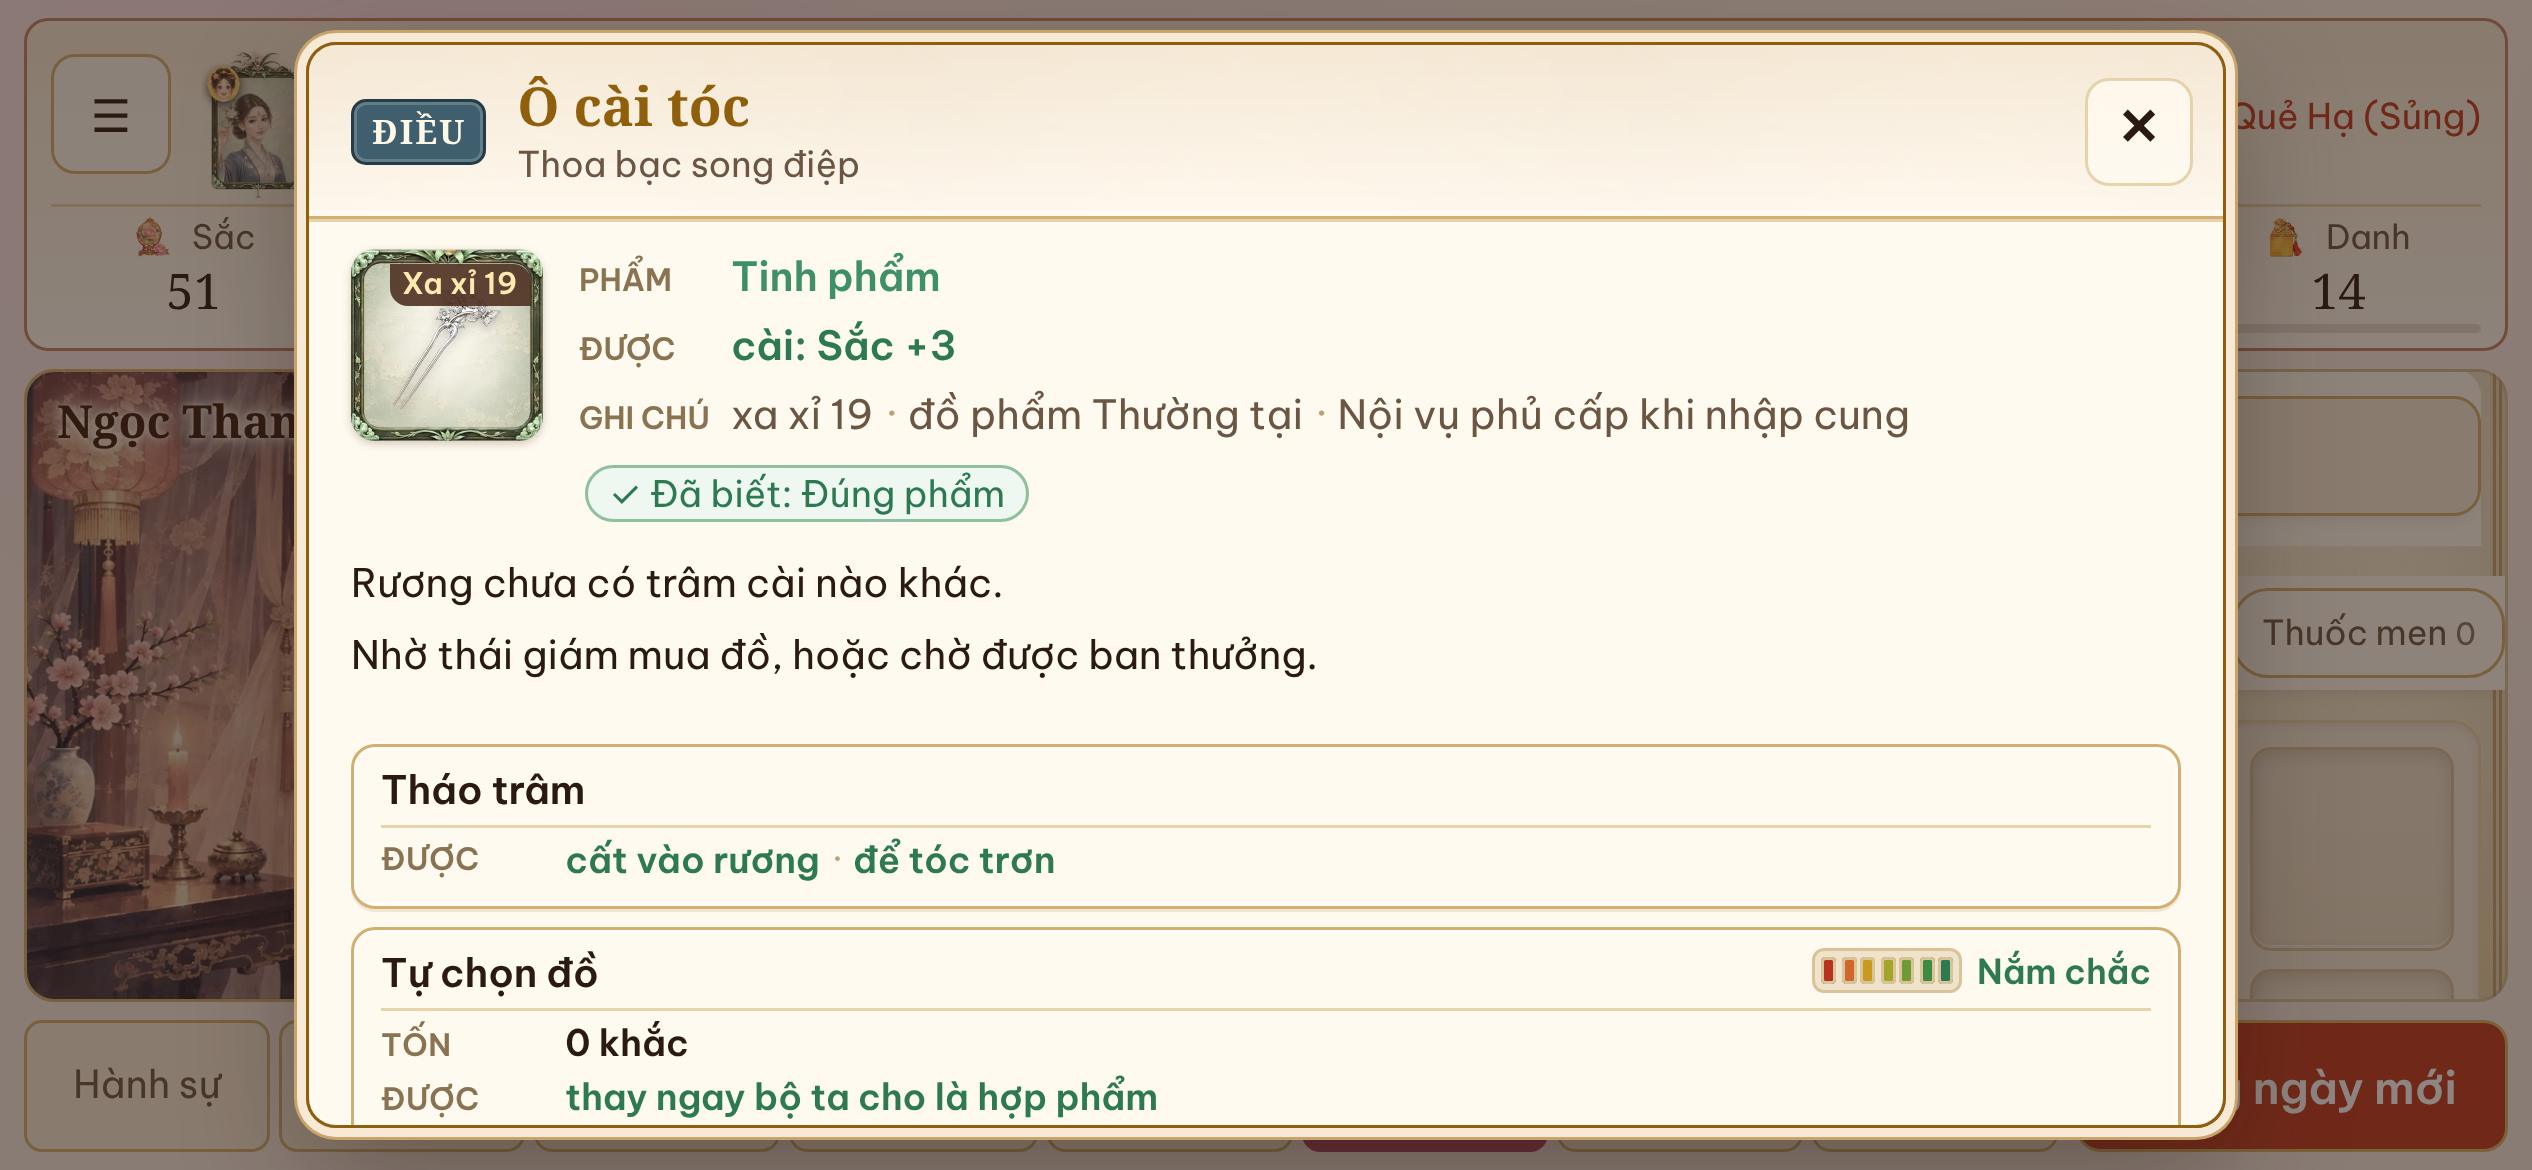 ☰
Quẻ Hạ (Sủng)
Sắc
51
Danh
14
Ngọc Than
Thuốc men 0
Hành sự
ngày mới
ĐIỀU
Ô cài tóc
Thoa bạc song điệp
✕
Xa xỉ 19
PHẨM Tinh phẩm
ĐƯỢC cài: Sắc +3
GHI CHÚ xa xỉ 19 · đồ phẩm Thường tại · Nội vụ phủ cấp khi nhập cung
✓ Đã biết: Đúng phẩm
Rương chưa có trâm cài nào khác.
Nhờ thái giám mua đồ, hoặc chờ được ban thưởng.
Tháo trâm
ĐƯỢC cất vào rương · để tóc trơn
Tự chọn đồ Nắm chắc
TỐN 0 khắc
ĐƯỢC thay ngay bộ ta cho là hợp phẩm